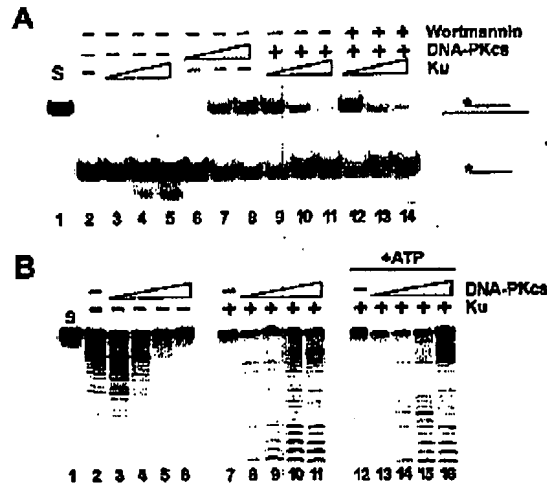 A
– – – – – – – – – – + + + Wortmannin
– – – – + + + + + + DNA-PKcs
S – – – – Ku
*
*
1 2 3 4 5 6 7 8 9 10 11 12 13 14
B
+ATP
– – – DNA-PKcs
– – – – – + + + + + + + + + + Ku
S
1 2 3 4 5 6 7 8 9 10 11 12 13 14 15 16